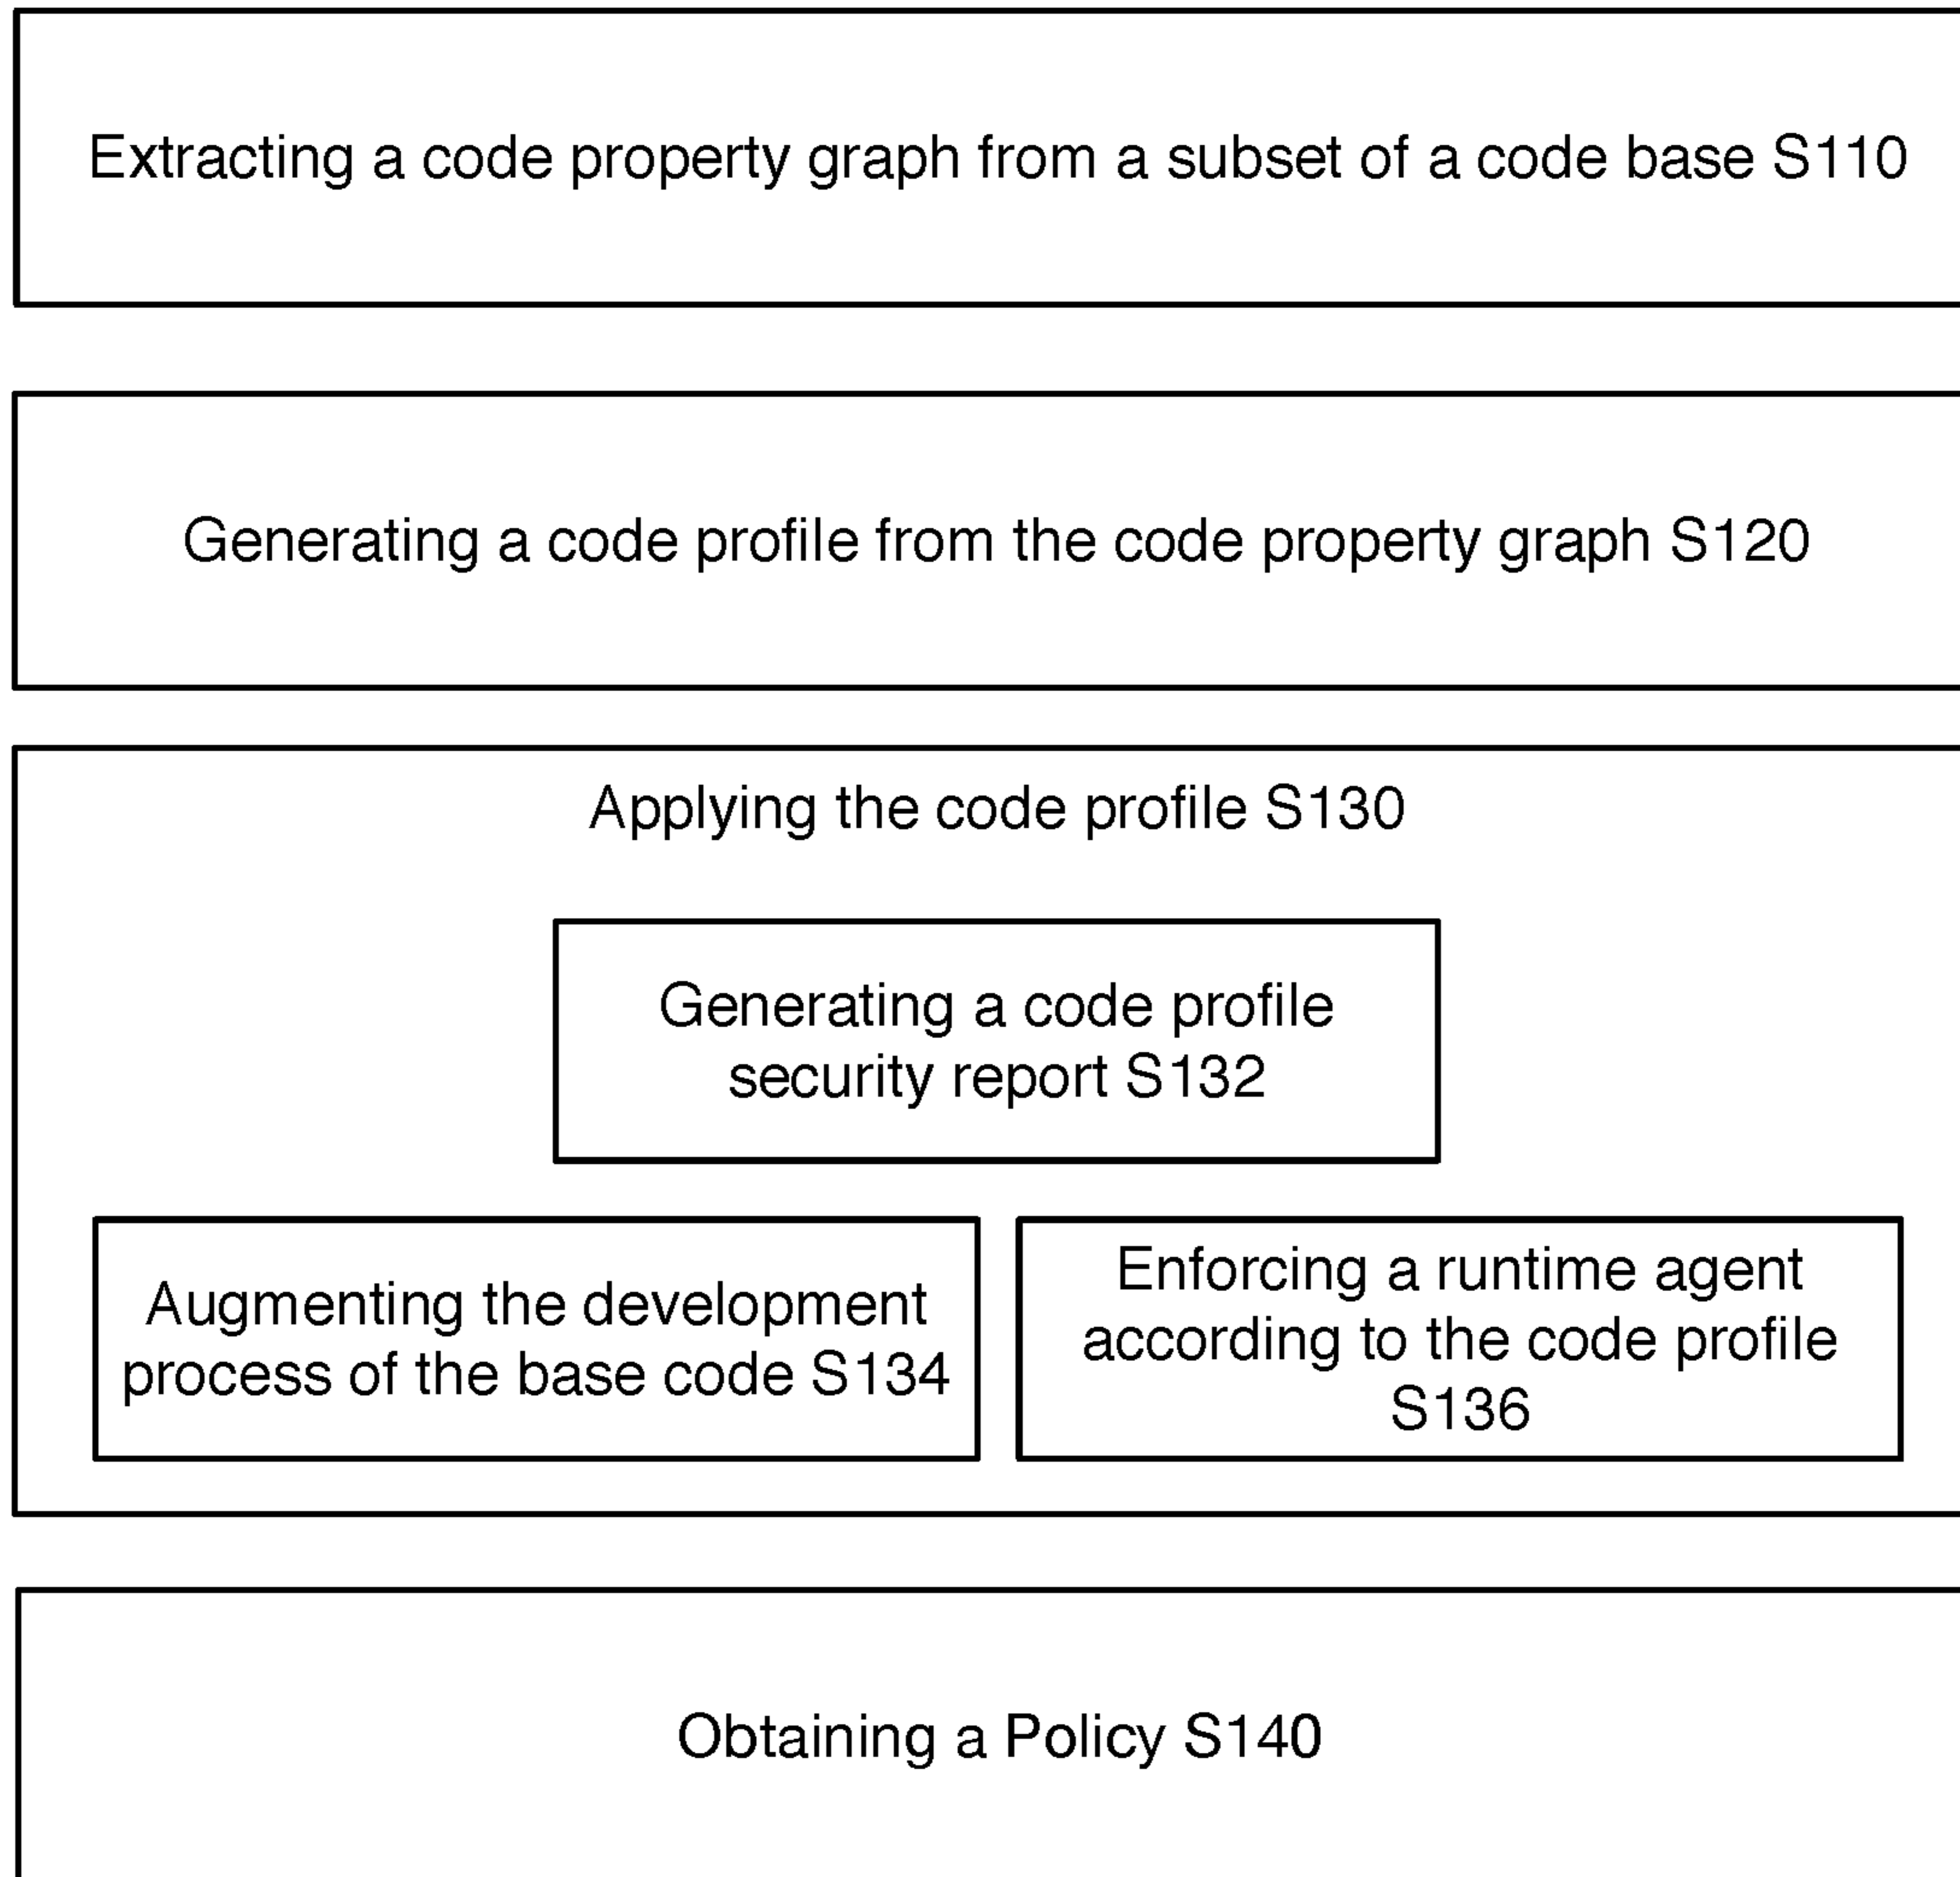 Extracting a code property graph from a subset of a code base S110
Generating a code profile from the code property graph S120
Applying the code profile S130
Generating a code profile
security report S132
Augmenting the development
process of the base code S134
Enforcing a runtime agent
according to the code profile
S136
Obtaining a Policy S140